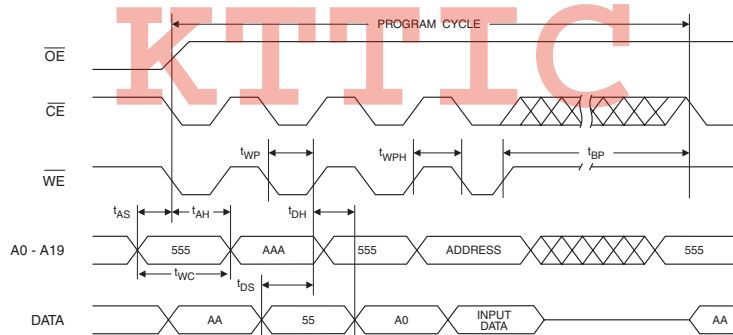 KTTIC
PROGRAM CYCLE
OE
CE
tWP
tWPH
tBP
WE
tAS
tAH
tDH
A0 - A19
555
AAA
555
ADDRESS
555
tWC
tDS
DATA
AA
55
A0
INPUT
DATA
AA